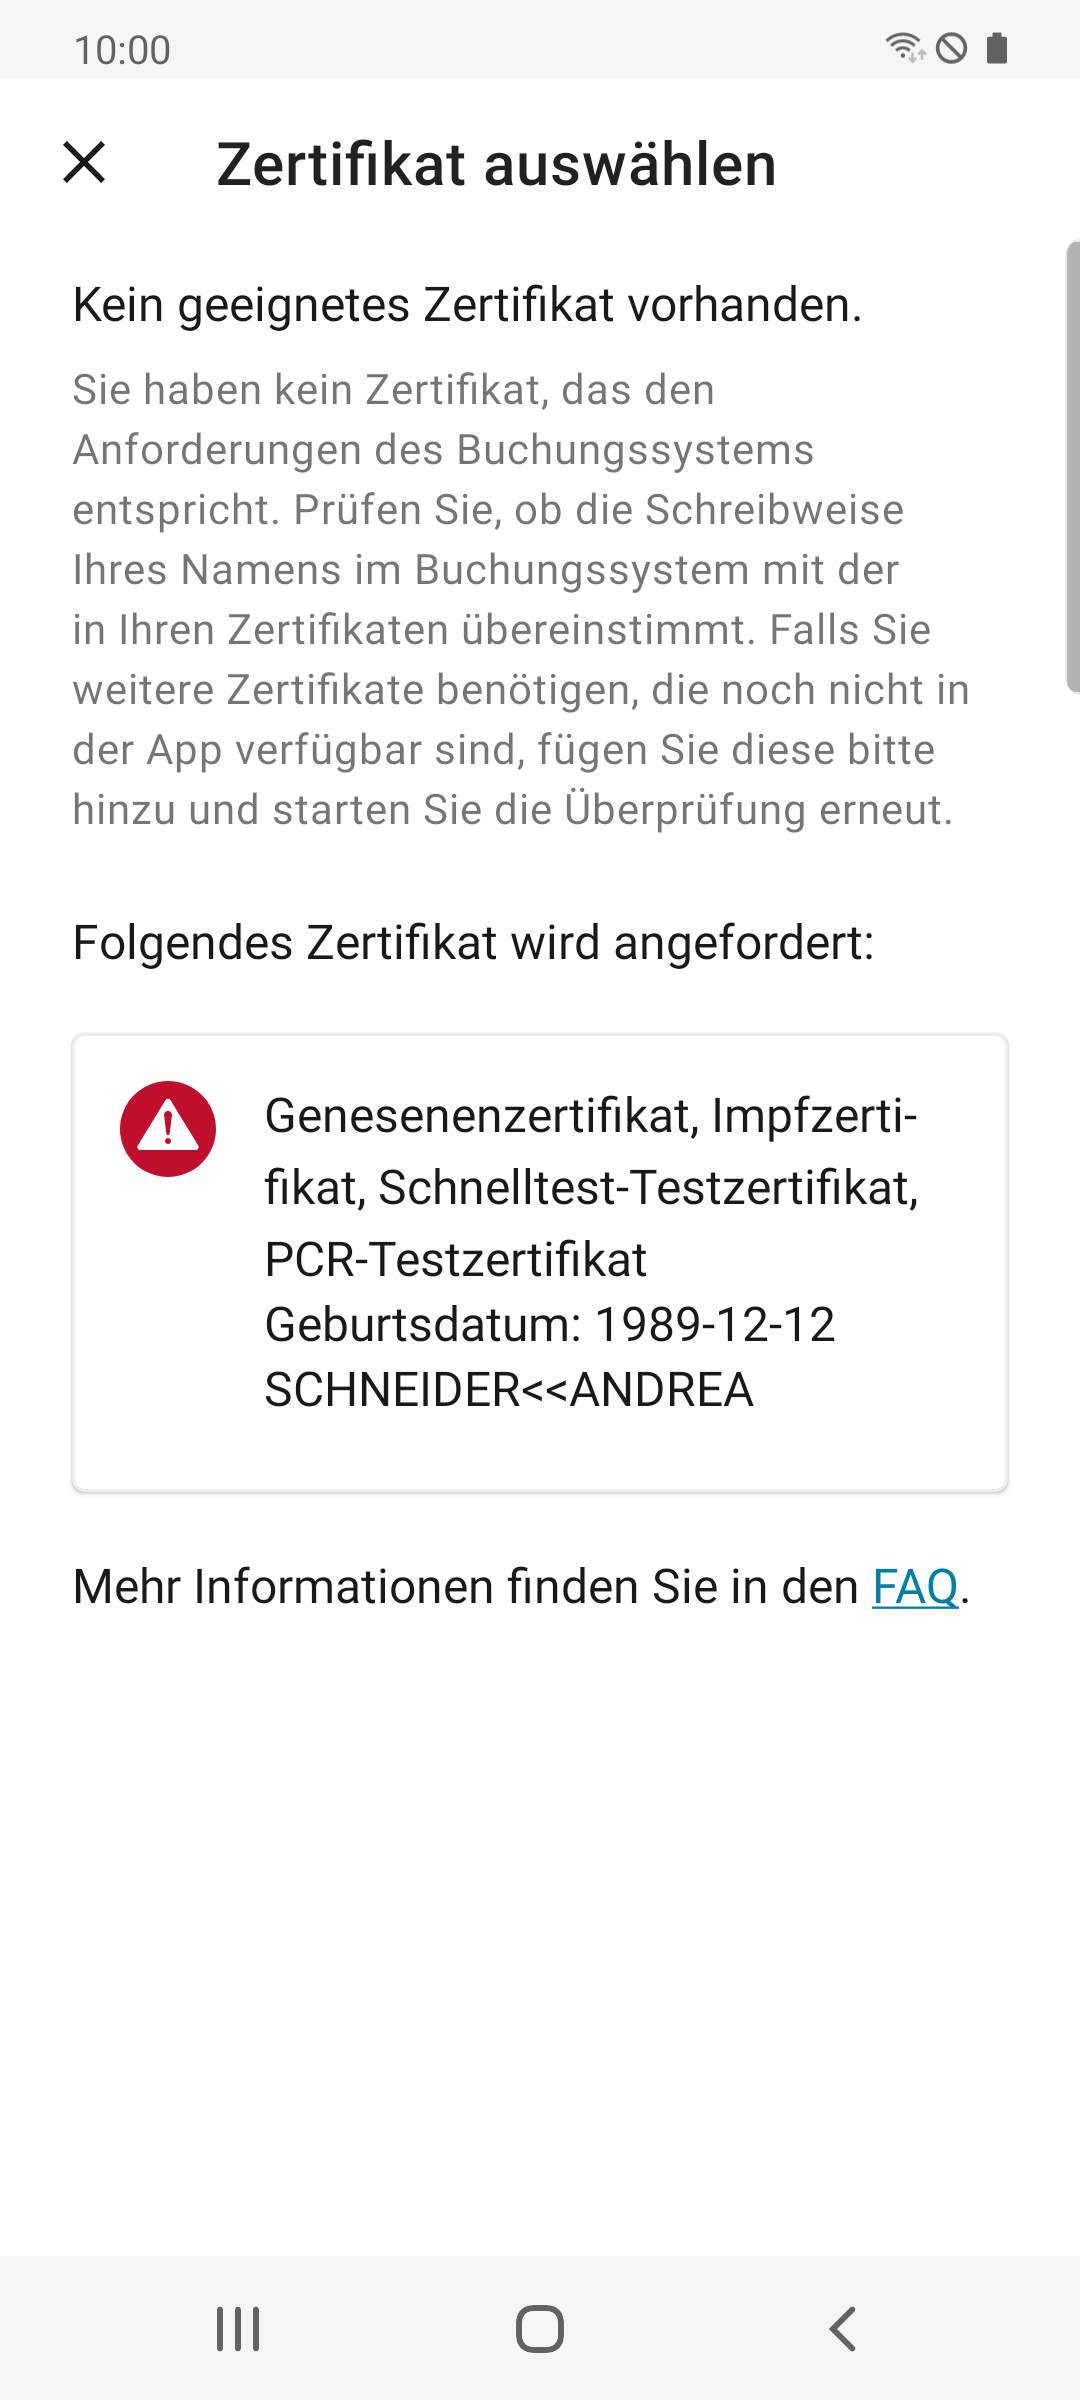 10:00
Zertifikat auswählen
Kein geeignetes Zertifikat vorhanden.
Sie haben kein Zertifikat, das den
Anforderungen des Buchungssystems
entspricht. Prüfen Sie, ob die Schreibweise
Ihres Namens im Buchungssystem mit der
in Ihren Zertifikaten übereinstimmt. Falls Sie
weitere Zertifikate benötigen, die noch nicht in
der App verfügbar sind, fügen Sie diese bitte
hinzu und starten Sie die Überprüfung erneut.
Folgendes Zertifikat wird angefordert:
Genesenenzertifikat, Impfzerti-
fikat, Schnelltest-Testzertifikat,
PCR-Testzertifikat
Geburtsdatum: 1989-12-12
SCHNEIDER<<ANDREA
Mehr Informationen finden Sie in den FAQ.